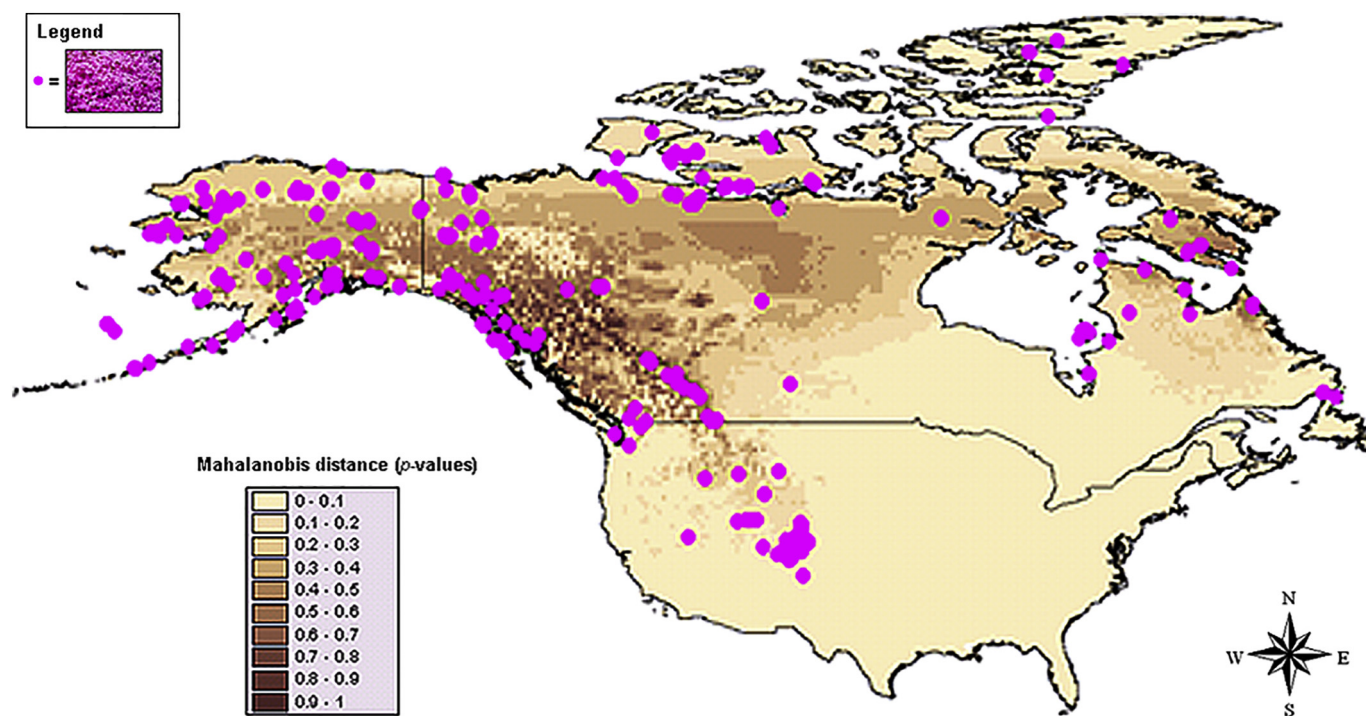 Legend
=
Mahalanobis distance (p-values)
0 - 0.1
0.1 - 0.2
0.2 - 0.3
0.3 - 0.4
0.4 - 0.5
0.5 - 0.6
0.6 - 0.7
0.7 - 0.8
0.8 - 0.9
0.9 - 1
N
W E
S